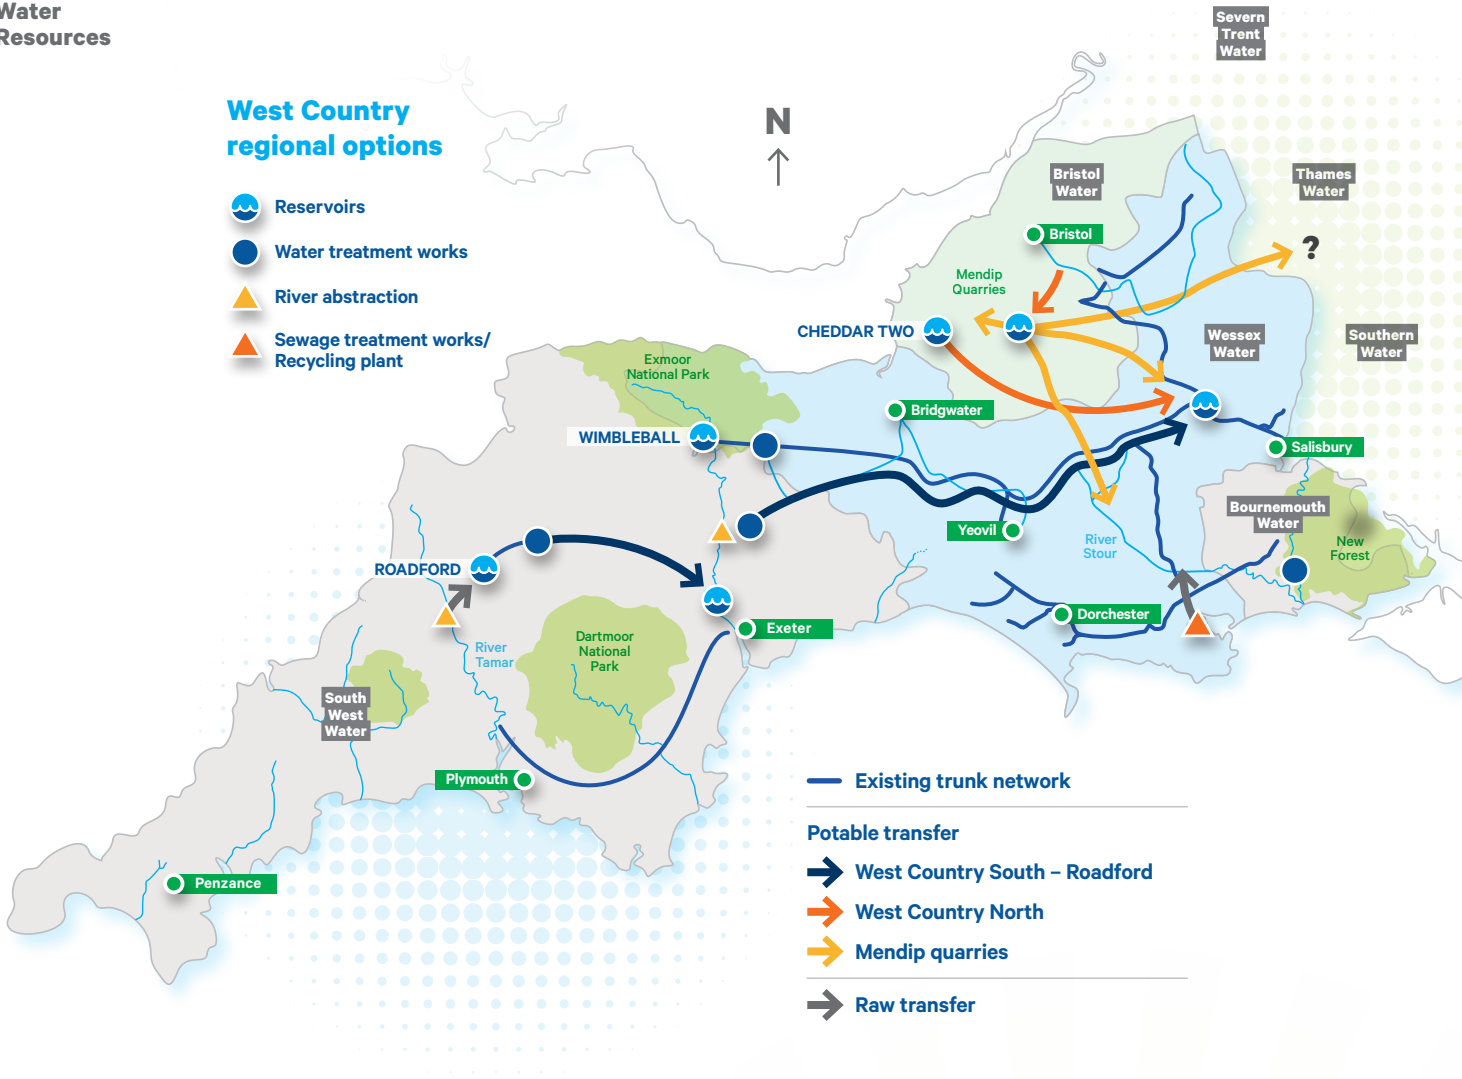 Water
Resources
West Country
regional options
Reservoirs
Water treatment works
River abstraction
Sewage treatment works/
Recycling plant
N
Severn
Trent
Water
Bristol
Water
Thames
Water
Bristol
?
Mendip
Quarries
CHEDDAR TWO
Wessex
Water
Southern
Water
Exmoor
National Park
Bridgwater
WIMBLEBALL
Salisbury
Bournemouth
Water
Yeovil
River
Stour
New
Forest
ROADFORD
Dorchester
Exeter
River
Tamar
Dartmoor
National
Park
South
West
Water
Plymouth
Penzance
Existing trunk network
Potable transfer
West Country South – Roadford
West Country North
Mendip quarries
Raw transfer